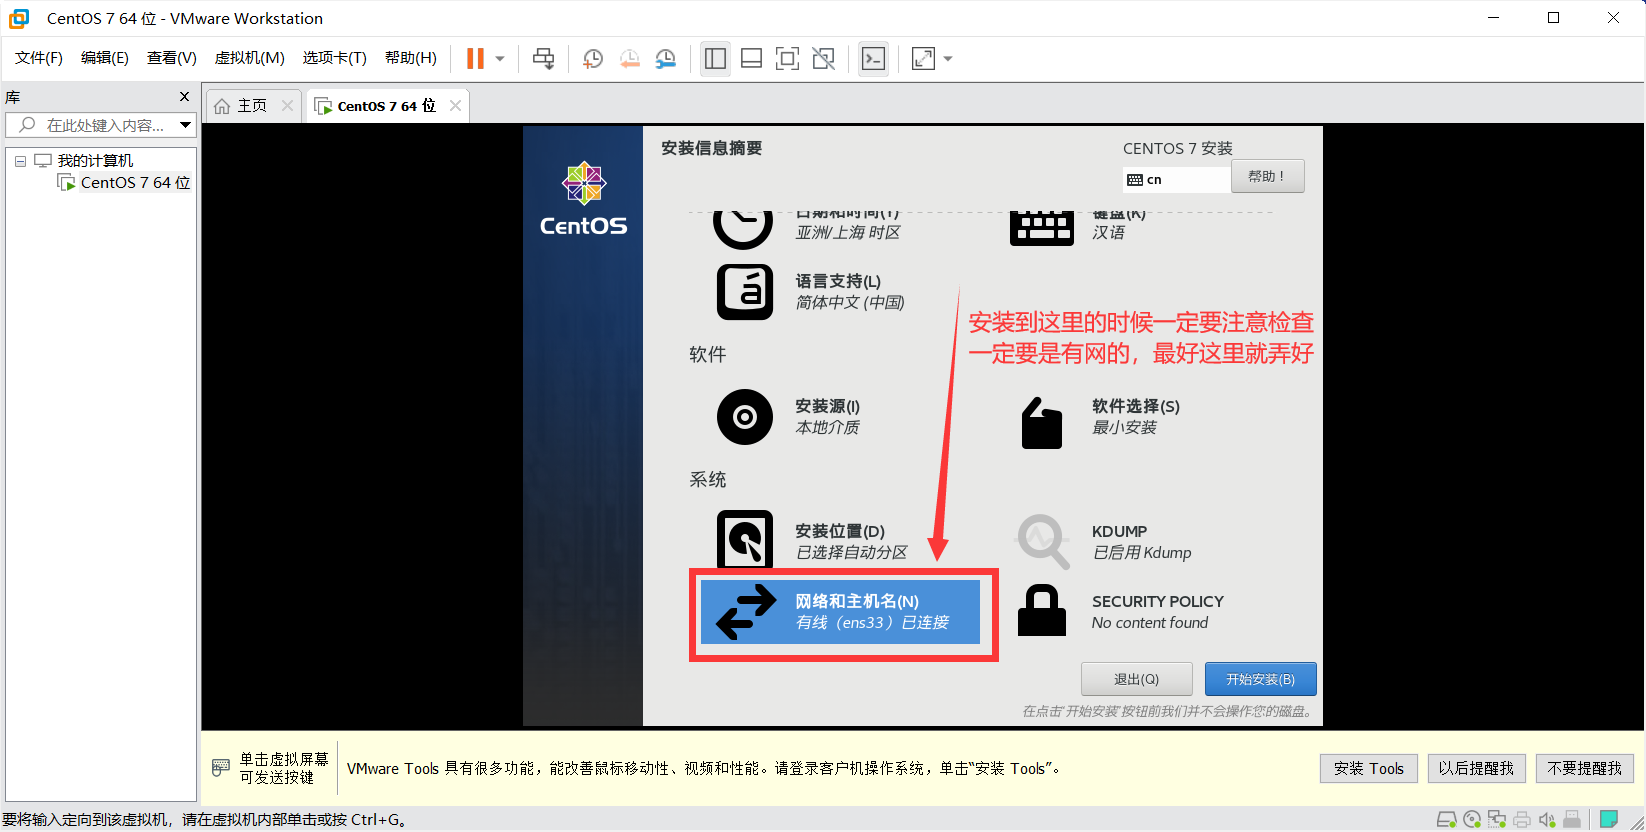 CentOS 7 64 位 - VMware Workstation
文件(F) 编辑(E) 查看(V) 虚拟机(M) 选项卡(T) 帮助(H)
库
在此处键入内容...
我的计算机
CentOS 7 64 位
主页
CentOS 7 64 位
CentOS
安装信息摘要
CENTOS 7 安装
cn
帮助！
日期和时间(T)
亚洲/上海 时区
键盘(K)
汉语
语言支持(L)
简体中文 (中国)
安装到这里的时候一定要注意检查
一定要是有网的，最好这里就弄好
软件
安装源(I)
本地介质
软件选择(S)
最小安装
系统
安装位置(D)
已选择自动分区
KDUMP
已启用 Kdump
网络和主机名(N)
有线（ens33）已连接
SECURITY POLICY
No content found
退出(Q)
开始安装(B)
在点击'开始安装'按钮前我们并不会操作您的磁盘。
单击虚拟屏幕
可发送按键
VMware Tools 具有很多功能，能改善鼠标移动性、视频和性能。请登录客户机操作系统，单击“安装 Tools”。
安装 Tools
以后提醒我
不要提醒我
要将输入定向到该虚拟机，请在虚拟机内部单击或按 Ctrl+G。